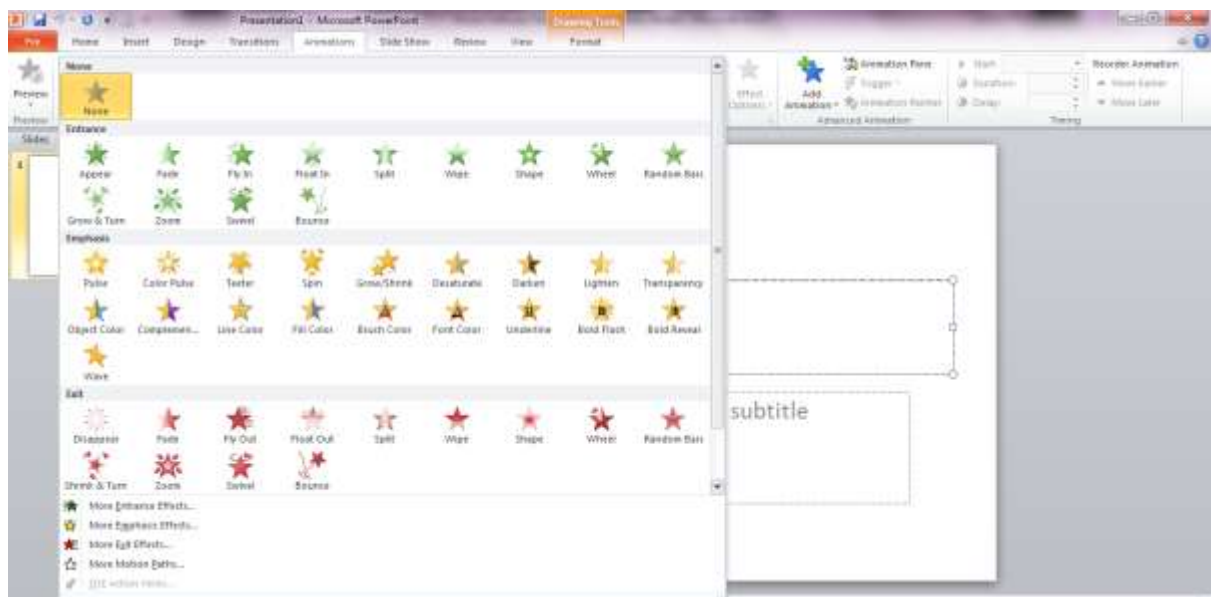 Presentation1 - Microsoft PowerPoint
Drawing Tools
File Home Insert Design Transitions Animations Slide Show Review View Format
Preview
Preview
Effect Options
Add Animation
Animation Pane
Trigger
Animation Painter
Advanced Animation
Start
Duration
Delay
Timing
Reorder Animation
Move Earlier
Move Later
Slides
1
None
None
Entrance
Appear Fade Fly In Float In Split Wipe Shape Wheel Random Bars
Grow & Turn Zoom Swivel Bounce
Emphasis
Pulse Color Pulse Teeter Spin Grow/Shrink Desaturate Darken Lighten Transparency
Object Color Complemen... Line Color Fill Color Brush Color Font Color Underline Bold Flash Bold Reveal
Wave
Exit
Disappear Fade Fly Out Float Out Split Wipe Shape Wheel Random Bars
Shrink & Turn Zoom Swivel Bounce
More Entrance Effects...
More Emphasis Effects...
More Exit Effects...
More Motion Paths...
subtitle